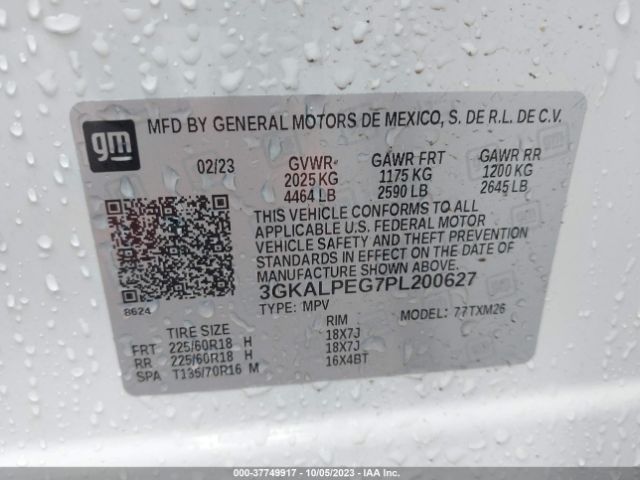 gm
MFD BY GENERAL MOTORS DE MEXICO, S. DE R.L. DE C.V.
02/23 GVWR GAWR FRT GAWR RR
2025 KG 1175 KG 1200 KG
4464 LB 2590 LB 2645 LB
THIS VEHICLE CONFORMS TO ALL
APPLICABLE U.S. FEDERAL MOTOR
VEHICLE SAFETY AND THEFT PREVENTION
STANDARDS IN EFFECT ON THE DATE OF
MANUFACTURE SHOWN ABOVE.
3GKALPEG7PL200627
8624 TYPE: MPV MODEL: 77TXM26
TIRE SIZE RIM
FRT 225/60R18 H 18X7J
RR 225/60R18 H 18X7J
SPA T135/70R16 M 16X4BT
000-37749917 - 10/05/2023 - IAA Inc.